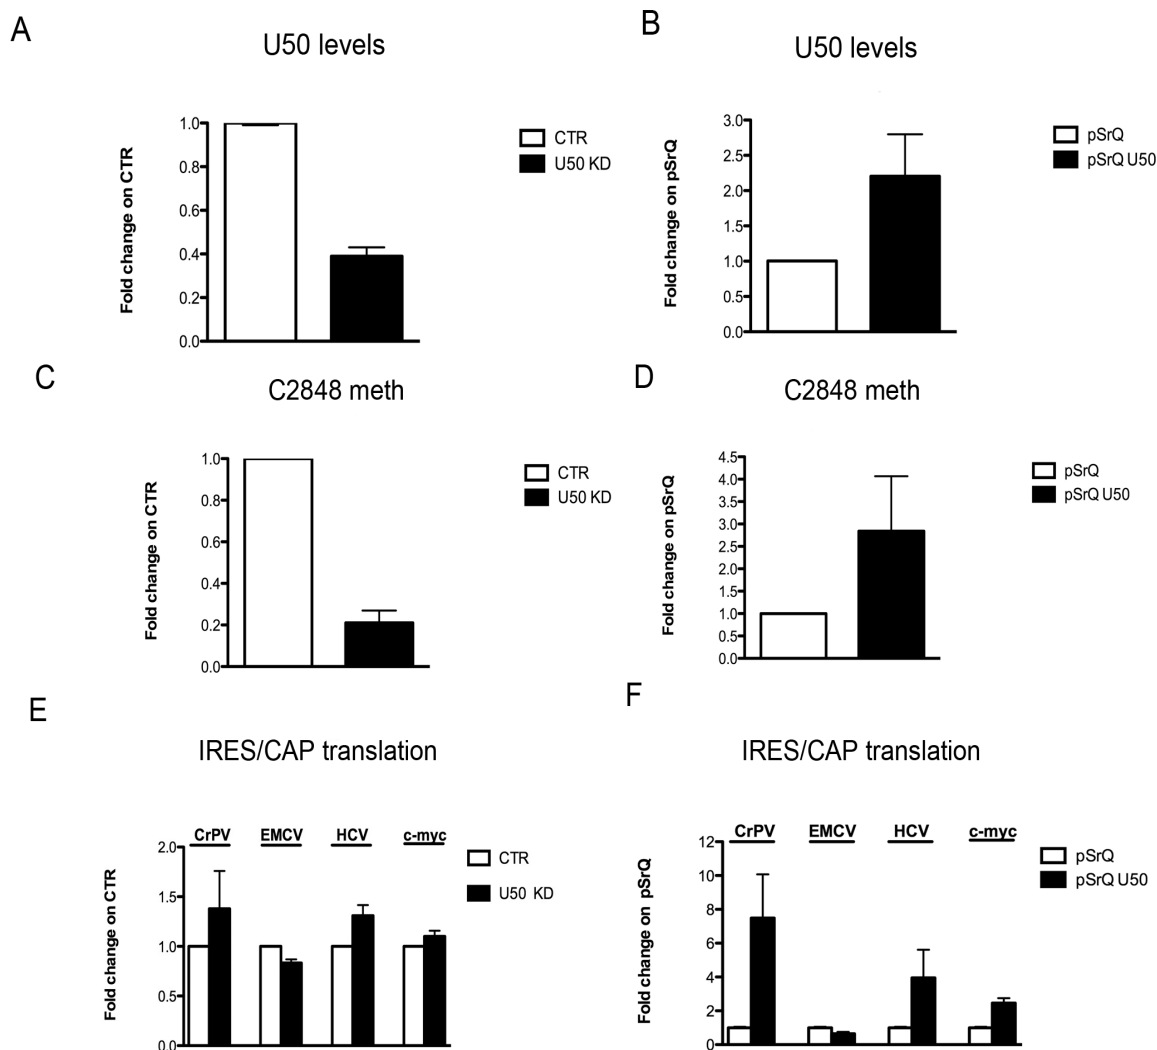 A
U50 levels
1.0
0.8
0.6
0.4
0.2
0.0
Fold change on CTR
CTR
U50 KD
B
U50 levels
3.0
2.5
2.0
1.5
1.0
0.5
0.0
Fold change on pSrQ
pSrQ
pSrQ U50
C
C2848 meth
1.0
0.8
0.6
0.4
0.2
0.0
Fold change on CTR
CTR
U50 KD
D
C2848 meth
4.5
4.0
3.5
3.0
2.5
2.0
1.5
1.0
0.5
0.0
Fold change on pSrQ
pSrQ
pSrQ U50
E
IRES/CAP translation
CrPV EMCV HCV c-myc
2.0
1.5
1.0
0.5
0.0
Fold change on CTR
CTR
U50 KD
F
IRES/CAP translation
CrPV EMCV HCV c-myc
12
10
8
6
4
2
0
Fold change on pSrQ
pSrQ
pSrQ U50